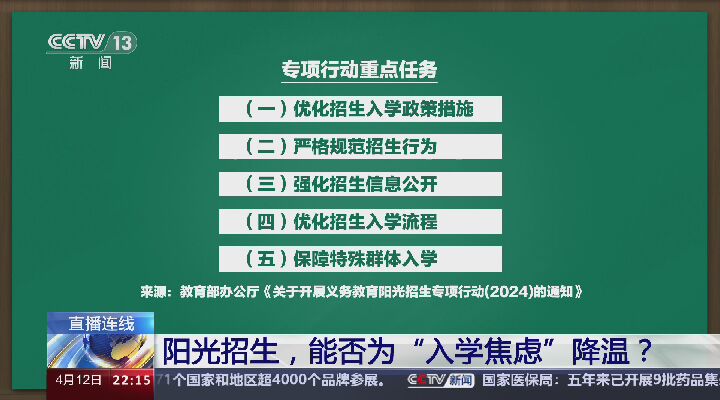 CCTV 13
新闻
专项行动重点任务
（一）优化招生入学政策措施
（二）严格规范招生行为
（三）强化招生信息公开
（四）优化招生入学流程
（五）保障特殊群体入学
来源：教育部办公厅《关于开展义务教育阳光招生专项行动(2024)的通知》
直播连线
阳光招生，能否为“入学焦虑”降温？
4月12日 22:15 71个国家和地区超4000个品牌参展。 CCTV 新闻 国家医保局：五年来已开展9批药品集